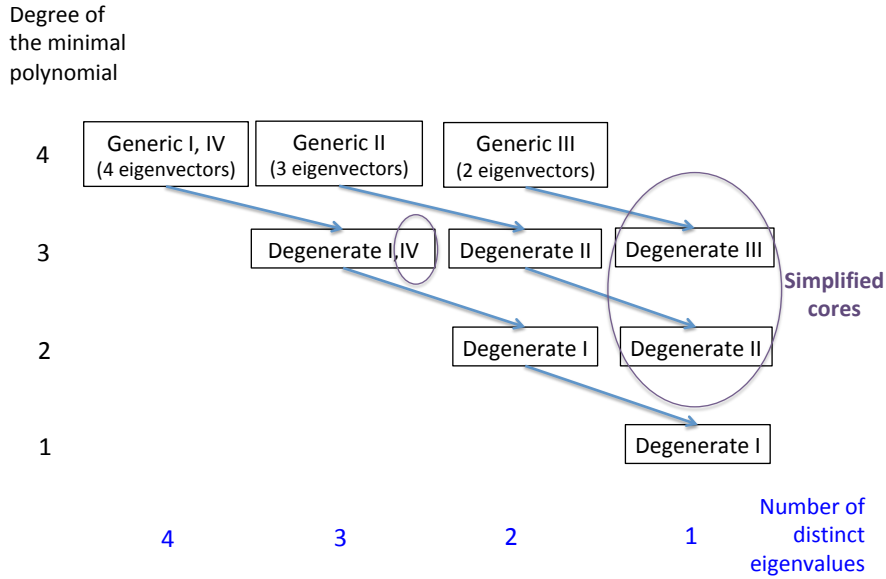 Degree of
the minimal
polynomial
4
Generic I, IV
(4 eigenvectors)
Generic II
(3 eigenvectors)
Generic III
(2 eigenvectors)
3
Degenerate I,IV
Degenerate II
Degenerate III
Simplified
cores
2
Degenerate I
Degenerate II
1
Degenerate I
4
3
2
1
Number of
distinct
eigenvalues